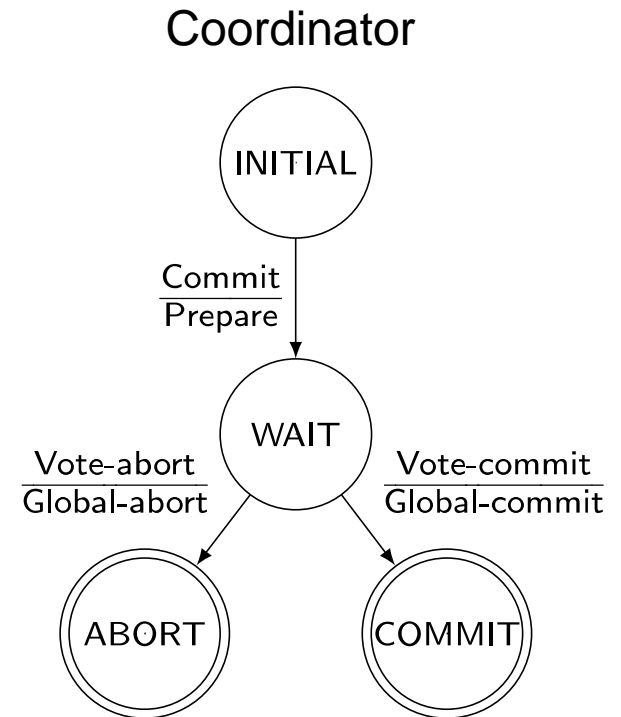 Coordinator
INITIAL
Commit
Prepare
WAIT
Vote-abort
Global-abort
Vote-commit
Global-commit
ABORT
COMMIT